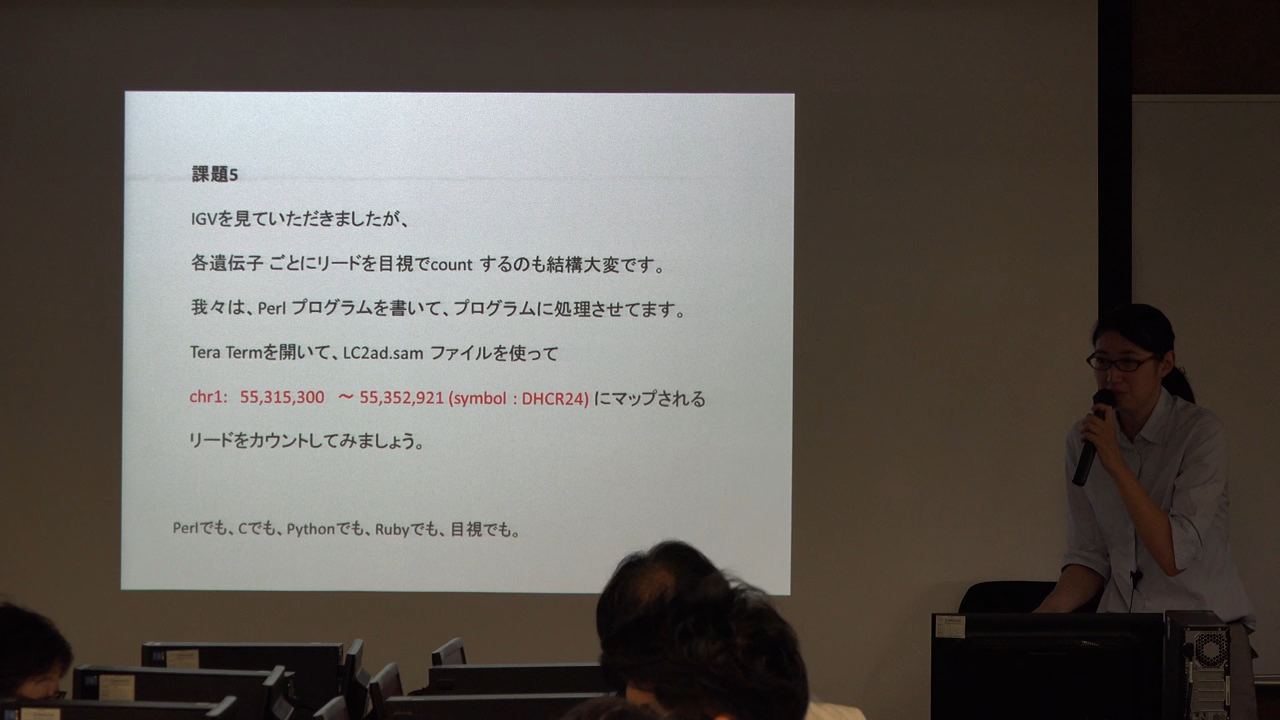 課題5
IGVを見ていただきましたが、
各遺伝子 ごとにリードを目視でcount するのも結構大変です。
我々は、Perl プログラムを書いて、プログラムに処理させてます。
Tera Termを開いて、LC2ad.sam ファイルを使って
chr1: 55,315,300 ～ 55,352,921 (symbol : DHCR24) にマップされる
リードをカウントしてみましょう。
Perlでも、Cでも、Pythonでも、Rubyでも、目視でも。